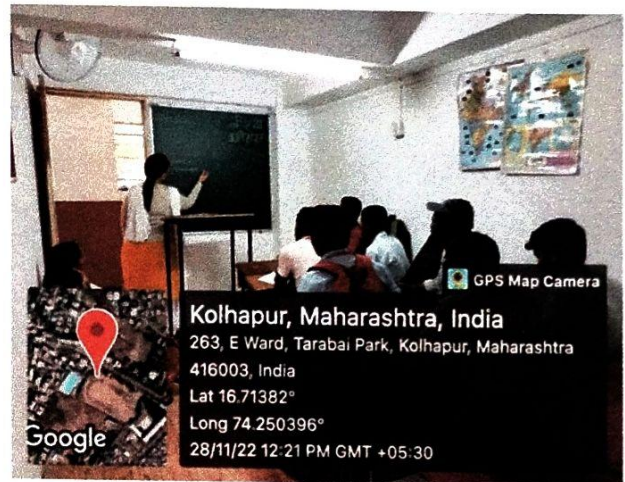 GPS Map Camera
Kolhapur, Maharashtra, India
263, E Ward, Tarabai Park, Kolhapur, Maharashtra
416003, India
Lat 16.71382°
Long 74.250396°
28/11/22 12:21 PM GMT +05:30
Google